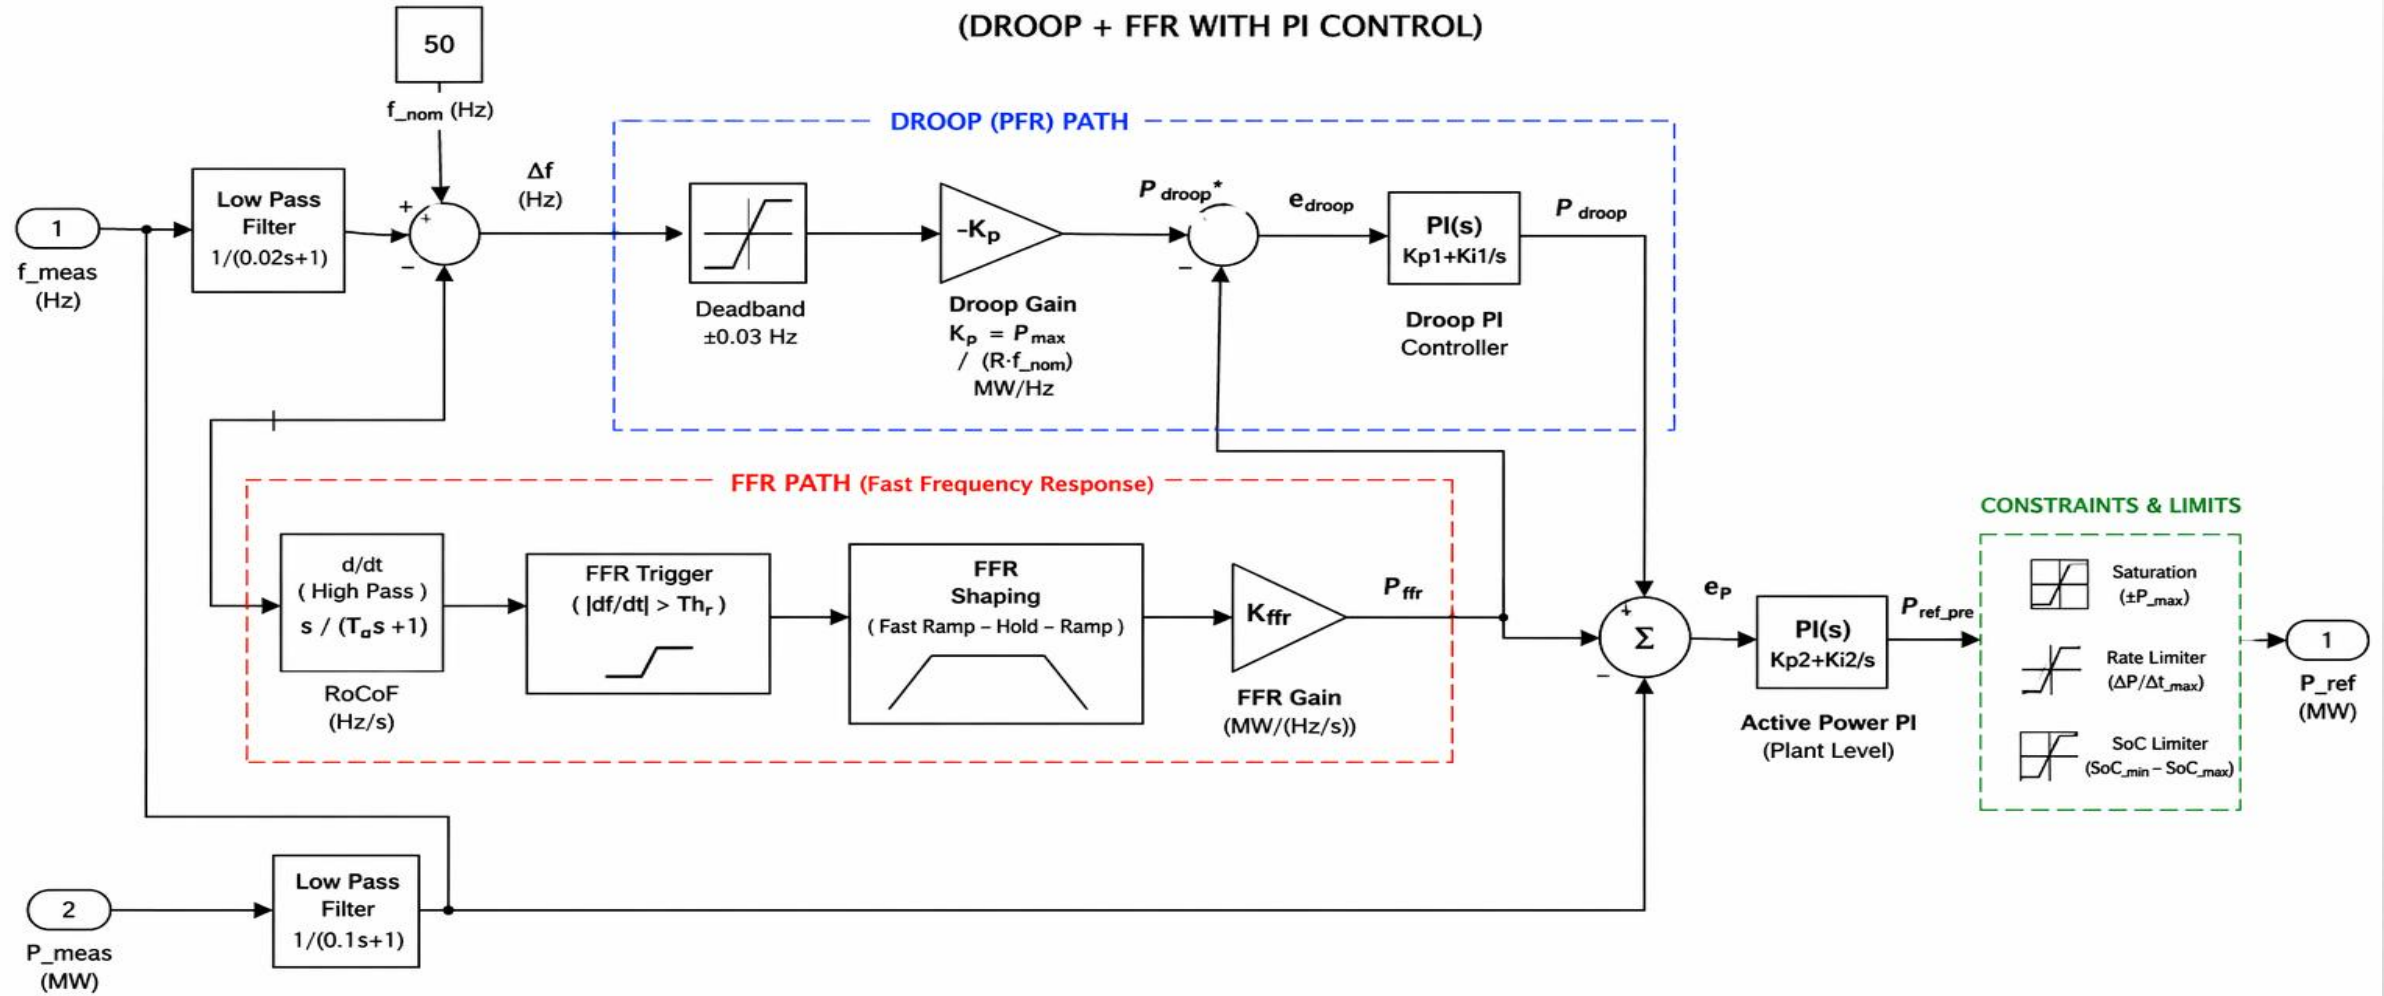 (DROOP + FFR WITH PI CONTROL)
50
f_nom (Hz)
DROOP (PFR) PATH
Low Pass
Filter
1/(0.02s+1)
1
f_meas
(Hz)
+
+
−
Δf
(Hz)
Deadband
±0.03 Hz
-Kp
Droop Gain
Kp = Pmax
/ (R·f_nom)
MW/Hz
P droop*
−
edroop
PI(s)
Kp1+Ki1/s
Droop PI
Controller
P droop
FFR PATH (Fast Frequency Response)
d/dt
( High Pass )
s / (Tas +1)
RoCoF
(Hz/s)
FFR Trigger
( |df/dt| > Thr )
FFR
Shaping
( Fast Ramp – Hold – Ramp )
Kffr
FFR Gain
(MW/(Hz/s))
Pffr
+
Σ
−
eP
PI(s)
Kp2+Ki2/s
Active Power PI
(Plant Level)
Pref_pre
CONSTRAINTS & LIMITS
Saturation
(±P_max)
Rate Limiter
(ΔP/Δt_max)
SoC Limiter
(SoC_min – SoC_max)
1
P_ref
(MW)
2
P_meas
(MW)
Low Pass
Filter
1/(0.1s+1)